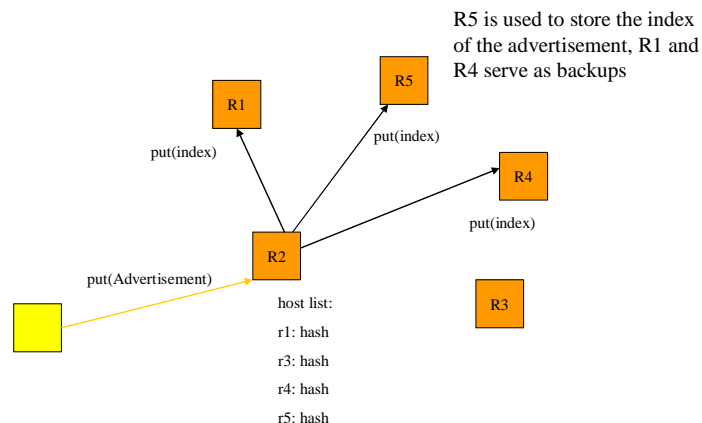 R5 is used to store the index
of the advertisement, R1 and
R4 serve as backups
R5
R1
put(index)
put(index)
R4
put(index)
R2
put(Advertisement)
R3
host list:
r1: hash
r3: hash
r4: hash
r5: hash